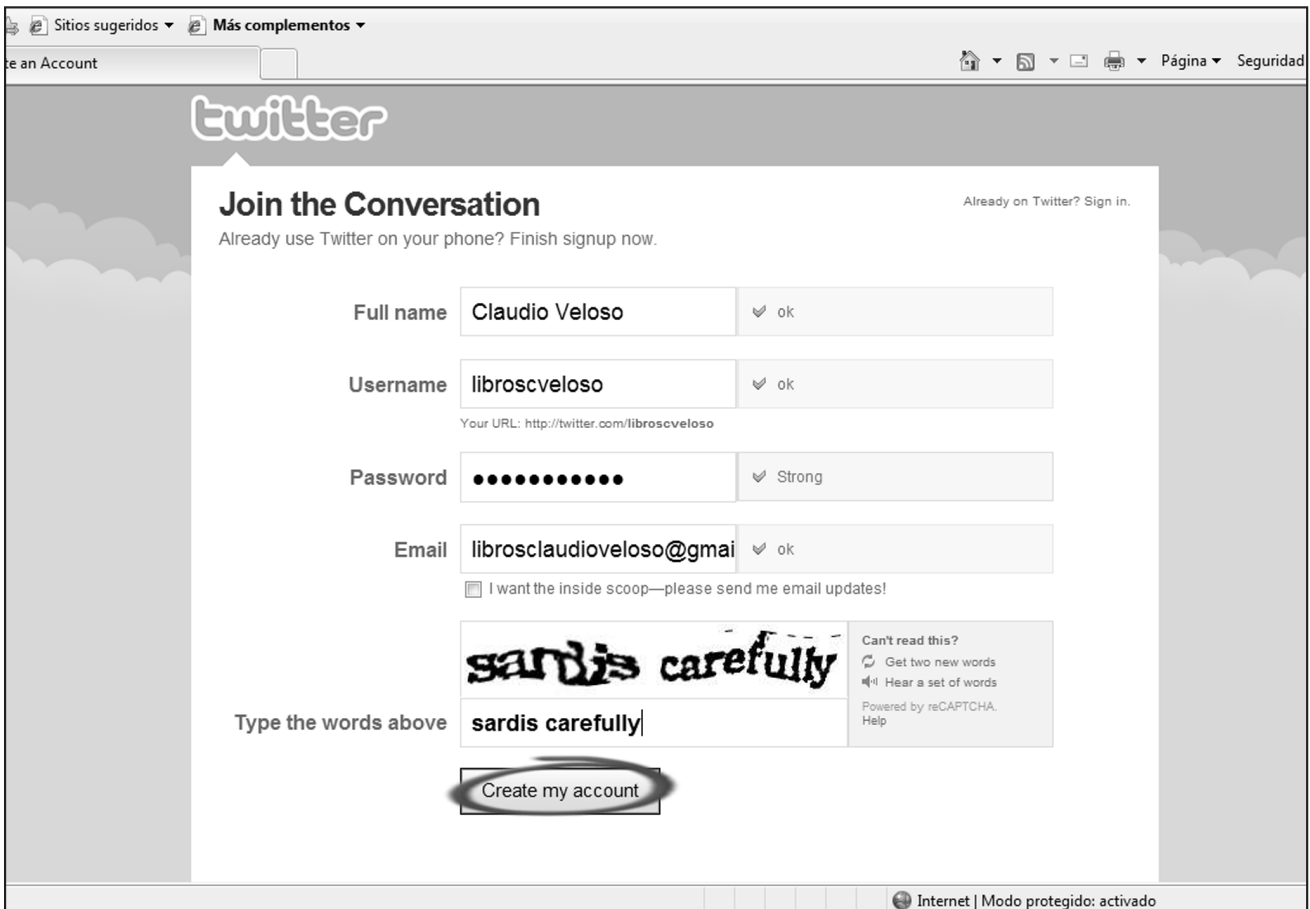 Sitios sugeridos Más complementos
te an Account Página Seguridad
twitter
Join the Conversation Already on Twitter? Sign in.
Already use Twitter on your phone? Finish signup now.
Full name Claudio Veloso ok
Username libroscveloso ok
Your URL: http://twitter.com/libroscveloso
Password ●●●●●●●●●●● Strong
Email librosclaudioveloso@gmai ok
I want the inside scoop—please send me email updates!
sardis carefully
Can't read this?
Get two new words
Hear a set of words
Powered by reCAPTCHA.
Help
Type the words above sardis carefully
Create my account
Internet | Modo protegido: activado